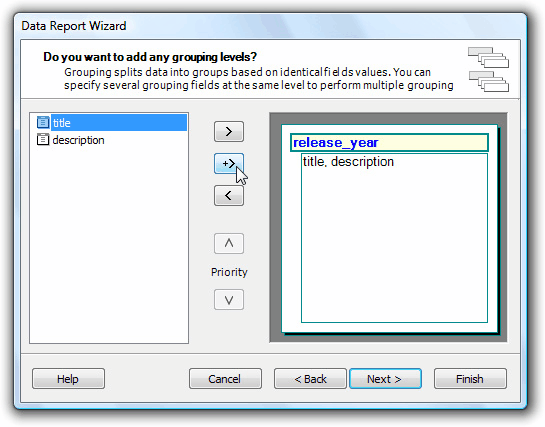 Data Report Wizard
Do you want to add any grouping levels?
Grouping splits data into groups based on identical fields values. You can
specify several grouping fields at the same level to perform multiple grouping
title
description
>
+>
<
Priority
release_year
title, description
Help
Cancel
< Back
Next >
Finish